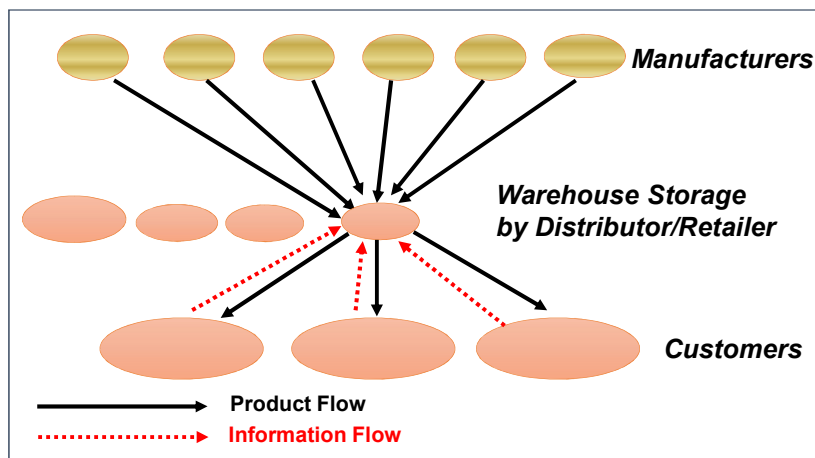 Manufacturers
Warehouse Storage
by Distributor/Retailer
Customers
Product Flow
Information Flow